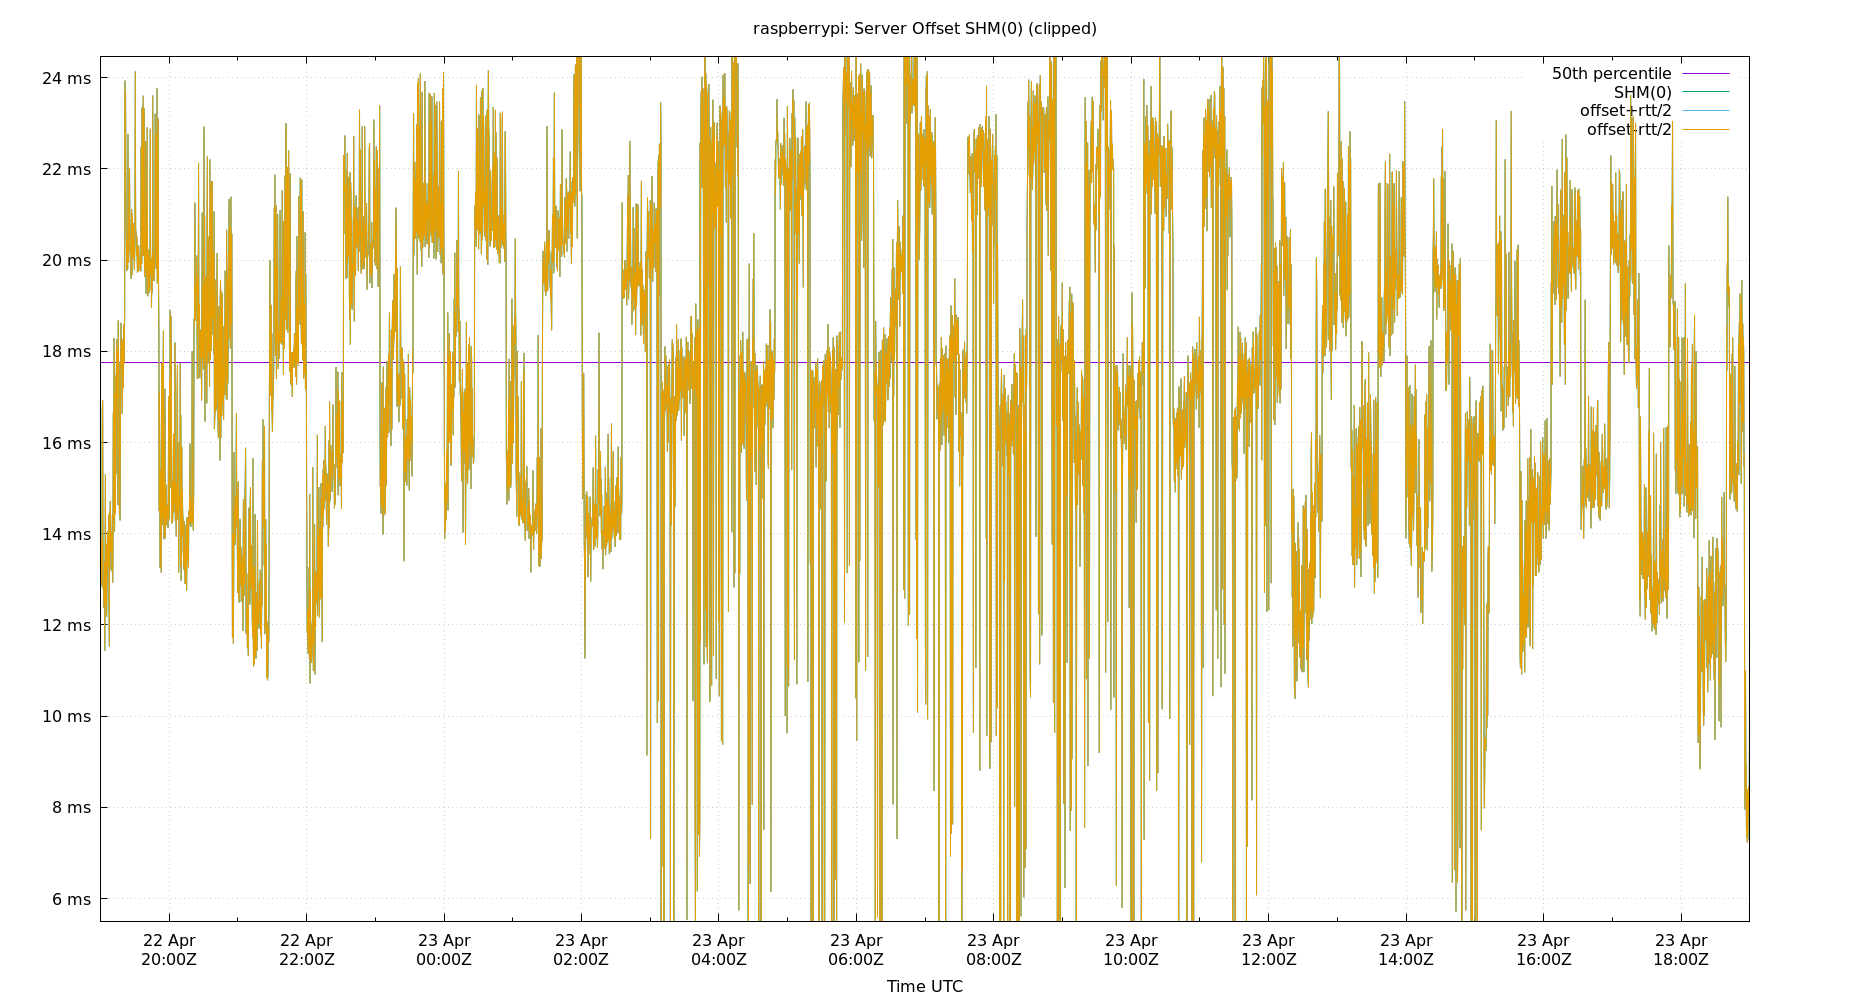 raspberrypi: Server Offset SHM(0) (clipped)
50th percentile
SHM(0)
offset+rtt/2
offset-rtt/2
24 ms
22 ms
20 ms
18 ms
16 ms
14 ms
12 ms
10 ms
8 ms
6 ms
22 Apr 22 Apr 23 Apr 23 Apr 23 Apr 23 Apr 23 Apr 23 Apr 23 Apr 23 Apr 23 Apr 23 Apr
20:00Z 22:00Z 00:00Z 02:00Z 04:00Z 06:00Z 08:00Z 10:00Z 12:00Z 14:00Z 16:00Z 18:00Z
Time UTC